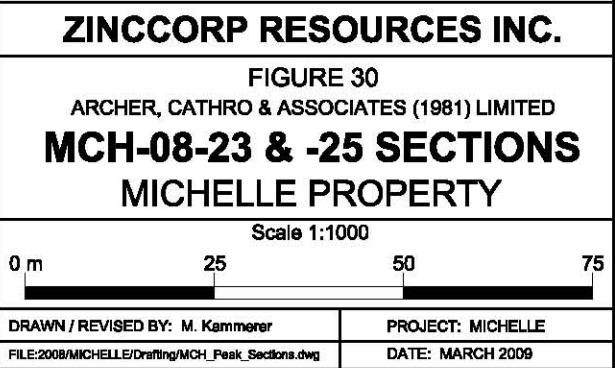 ZINCCORP RESOURCES INC.
FIGURE 30
ARCHER, CATHRO & ASSOCIATES (1981) LIMITED
MCH-08-23 & -25 SECTIONS
MICHELLE PROPERTY
Scale 1:1000
0 m 25 50 75
DRAWN / REVISED BY: M. Kammerer PROJECT: MICHELLE
FILE:2008/MICHELLE/Drafting/MCH_Peak_Sections.dwg DATE: MARCH 2009